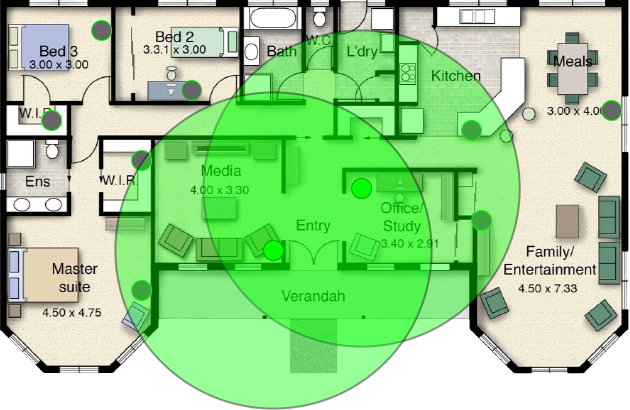 Bed 3
3.00 x 3.00
Bed 2
3.3.1 x 3.00
Bath
W.C.
L'dry
Kitchen
Meals
3.00 x 4.00
W.I.R.
Ens
W.I.R.
Media
4.00 x 3.30
Entry
Office/
Study
3.40 x 2.91
Master
suite
4.50 x 4.75
Verandah
Family/
Entertainment
4.50 x 7.33